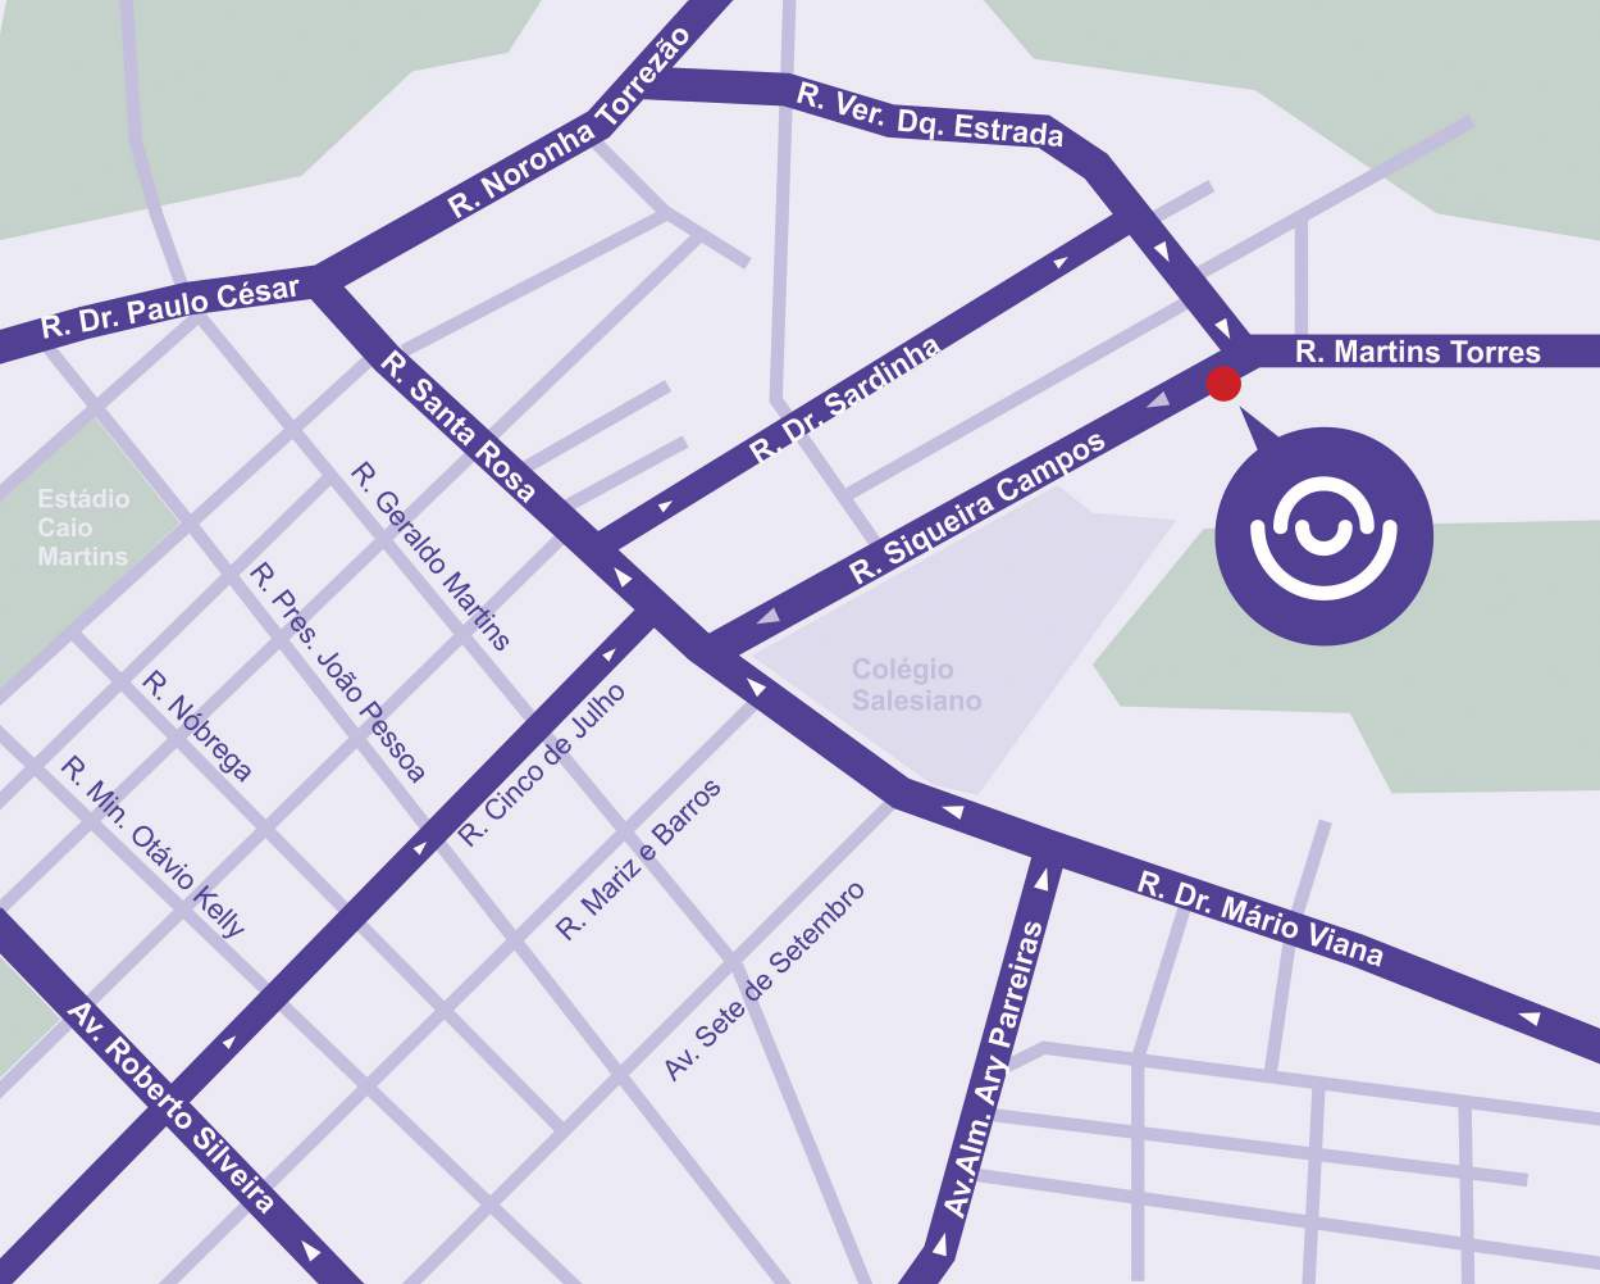 R. Noronha Torrezão
R. Ver. Dq. Estrada
R. Dr. Paulo César
R. Martins Torres
R. Santa Rosa
R. Dr. Sardinha
R. Siqueira Campos
Estádio
Caio
Martins
R. Geraldo Martins
R. Pres. João Pessoa
R. Nóbrega
R. Min. Otávio Kelly
R. Cinco de Julho
R. Mariz e Barros
Av. Sete de Setembro
Colégio
Salesiano
R. Dr. Mário Viana
Av.Alm. Ary Parreiras
Av. Roberto Silveira